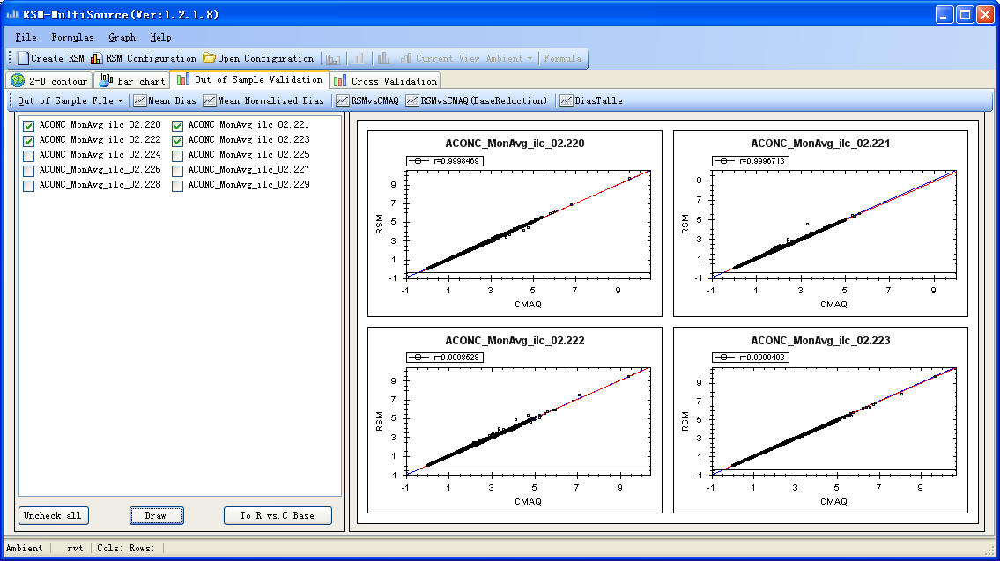 RSM-MultiSource(Ver:1.2.1.8)
File Formulas Graph Help
Create RSM RSM Configuration Open Configuration Current View Ambient Formula
2-D contour Bar chart Out of Sample Validation Cross Validation
Out of Sample File Mean Bias Mean Normalized Bias RSMvsCMAQ RSMvsCMAQ(BaseReduction) BiasTable
ACONC_MonAvg_ilc_02.220 ACONC_MonAvg_ilc_02.221
ACONC_MonAvg_ilc_02.222 ACONC_MonAvg_ilc_02.223
ACONC_MonAvg_ilc_02.224 ACONC_MonAvg_ilc_02.225
ACONC_MonAvg_ilc_02.226 ACONC_MonAvg_ilc_02.227
ACONC_MonAvg_ilc_02.228 ACONC_MonAvg_ilc_02.229
Uncheck all Draw To R vs.C Base
ACONC_MonAvg_ilc_02.220
r=0.9998469
9
7
5
3
1
-1
RSM
-1 1 3 5 7 9
CMAQ
ACONC_MonAvg_ilc_02.221
r=0.9996713
9
7
5
3
1
-1
RSM
-1 1 3 5 7 9
CMAQ
ACONC_MonAvg_ilc_02.222
r=0.9998528
9
7
5
3
1
-1
RSM
-1 1 3 5 7 9
CMAQ
ACONC_MonAvg_ilc_02.223
r=0.9999493
9
7
5
3
1
-1
RSM
-1 1 3 5 7 9
CMAQ
Ambient rvt Cols: Rows: